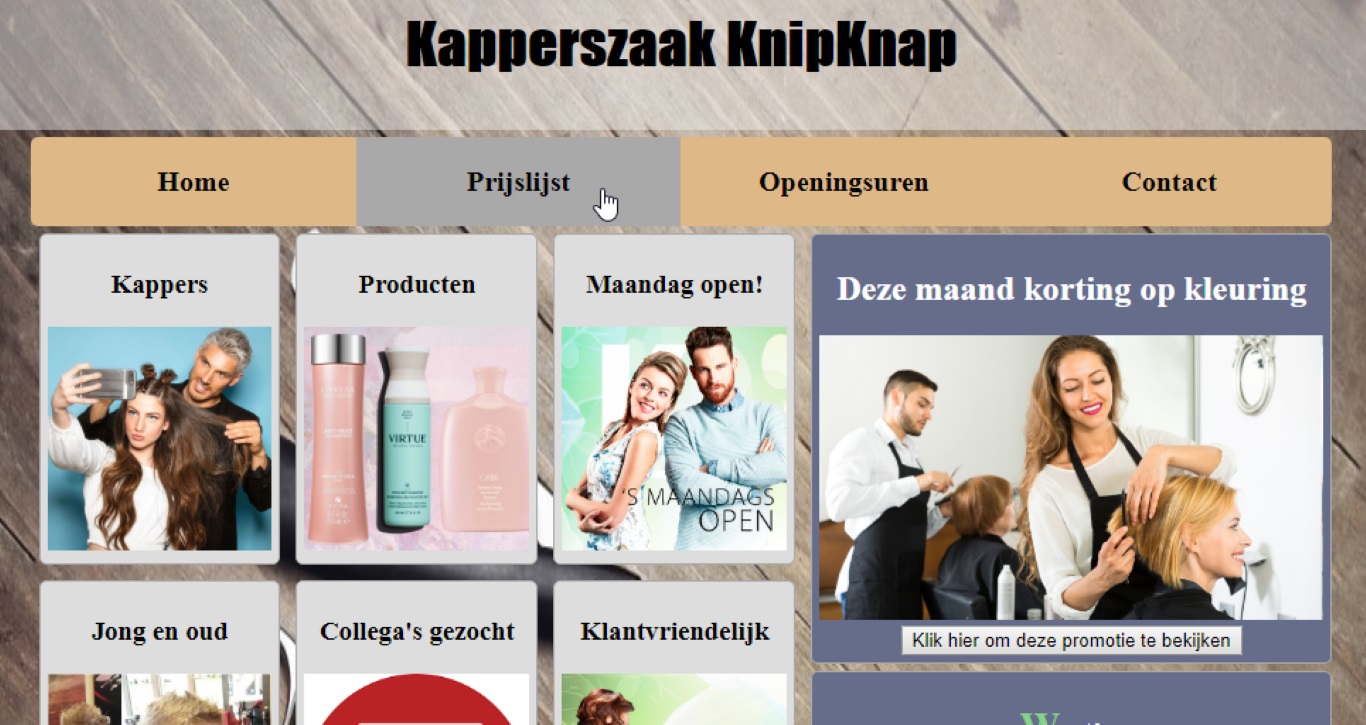 Kapperszaak KnipKnap
Home
Prijslijst
Openingsuren
Contact
Kappers
Producten
VIRTUE
Maandag open!
'S MAANDAGS
OPEN
Deze maand korting op kleuring
Klik hier om deze promotie te bekijken
Jong en oud
Collega's gezocht
Klantvriendelijk